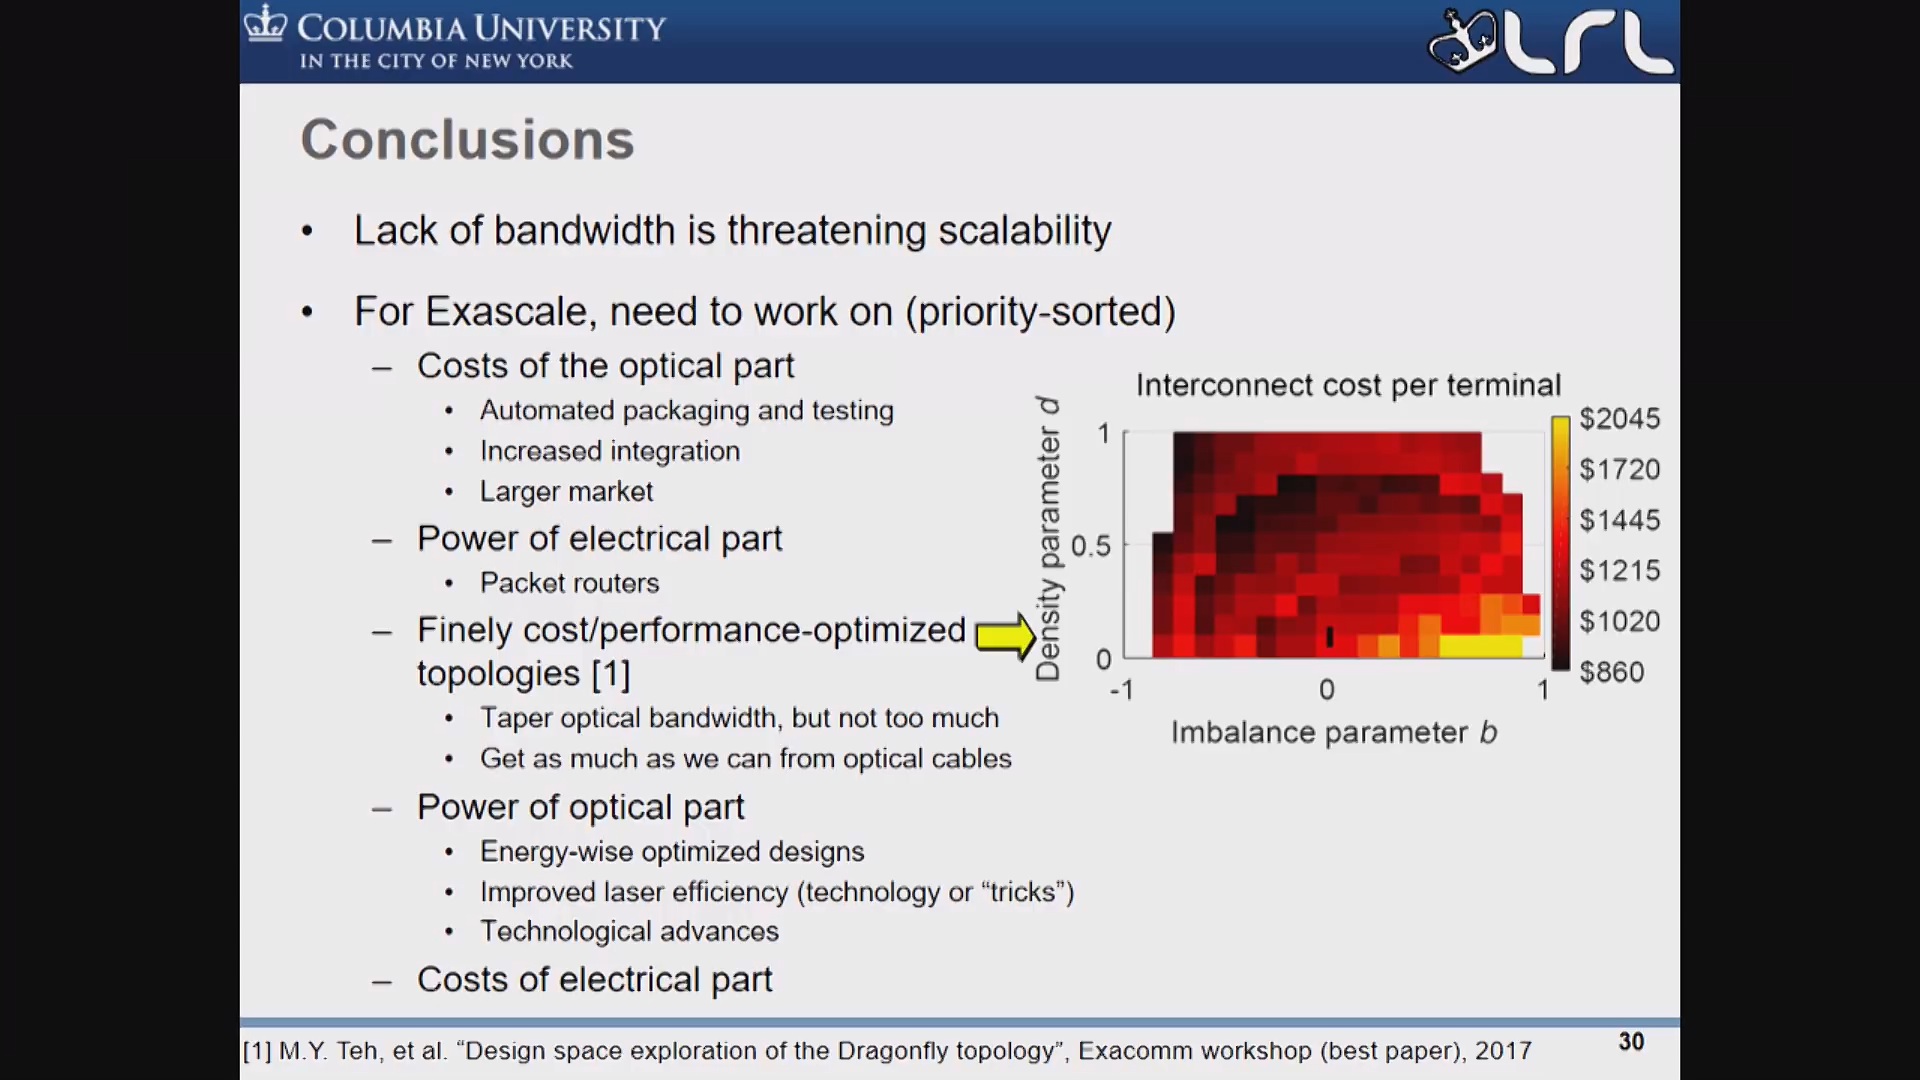 COLUMBIA UNIVERSITY
IN THE CITY OF NEW YORK
LRL
Conclusions
• Lack of bandwidth is threatening scalability
• For Exascale, need to work on (priority-sorted)
– Costs of the optical part
• Automated packaging and testing
• Increased integration
• Larger market
– Power of electrical part
• Packet routers
– Finely cost/performance-optimized
topologies [1]
• Taper optical bandwidth, but not too much
• Get as much as we can from optical cables
– Power of optical part
• Energy-wise optimized designs
• Improved laser efficiency (technology or “tricks”)
• Technological advances
– Costs of electrical part
Interconnect cost per terminal
Density parameter d
1
0.5
0
-1
0
1
Imbalance parameter b
$2045
$1720
$1445
$1215
$1020
$860
[1] M.Y. Teh, et al. “Design space exploration of the Dragonfly topology”, Exacomm workshop (best paper), 2017
30